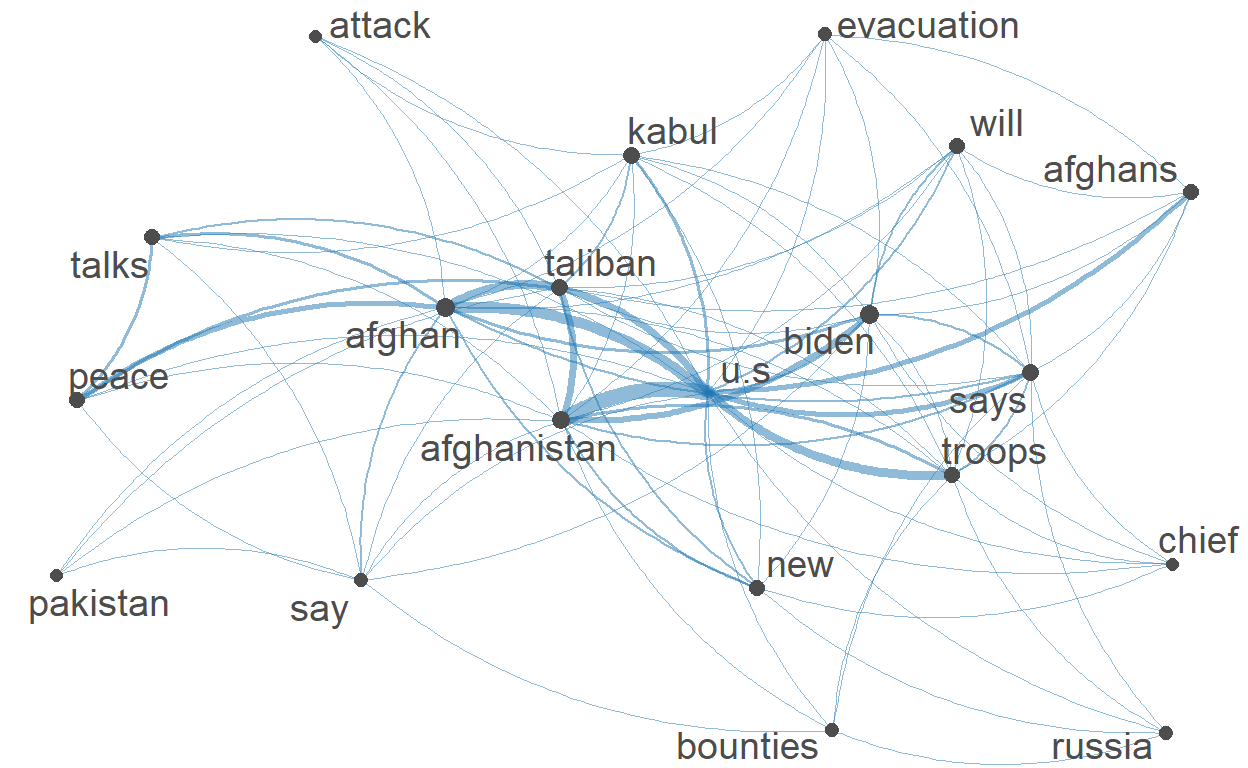 attack
evacuation
kabul
will
afghans
talks
taliban
afghan
biden
peace
u.s
says
afghanistan
troops
chief
new
pakistan
say
bounties
russia